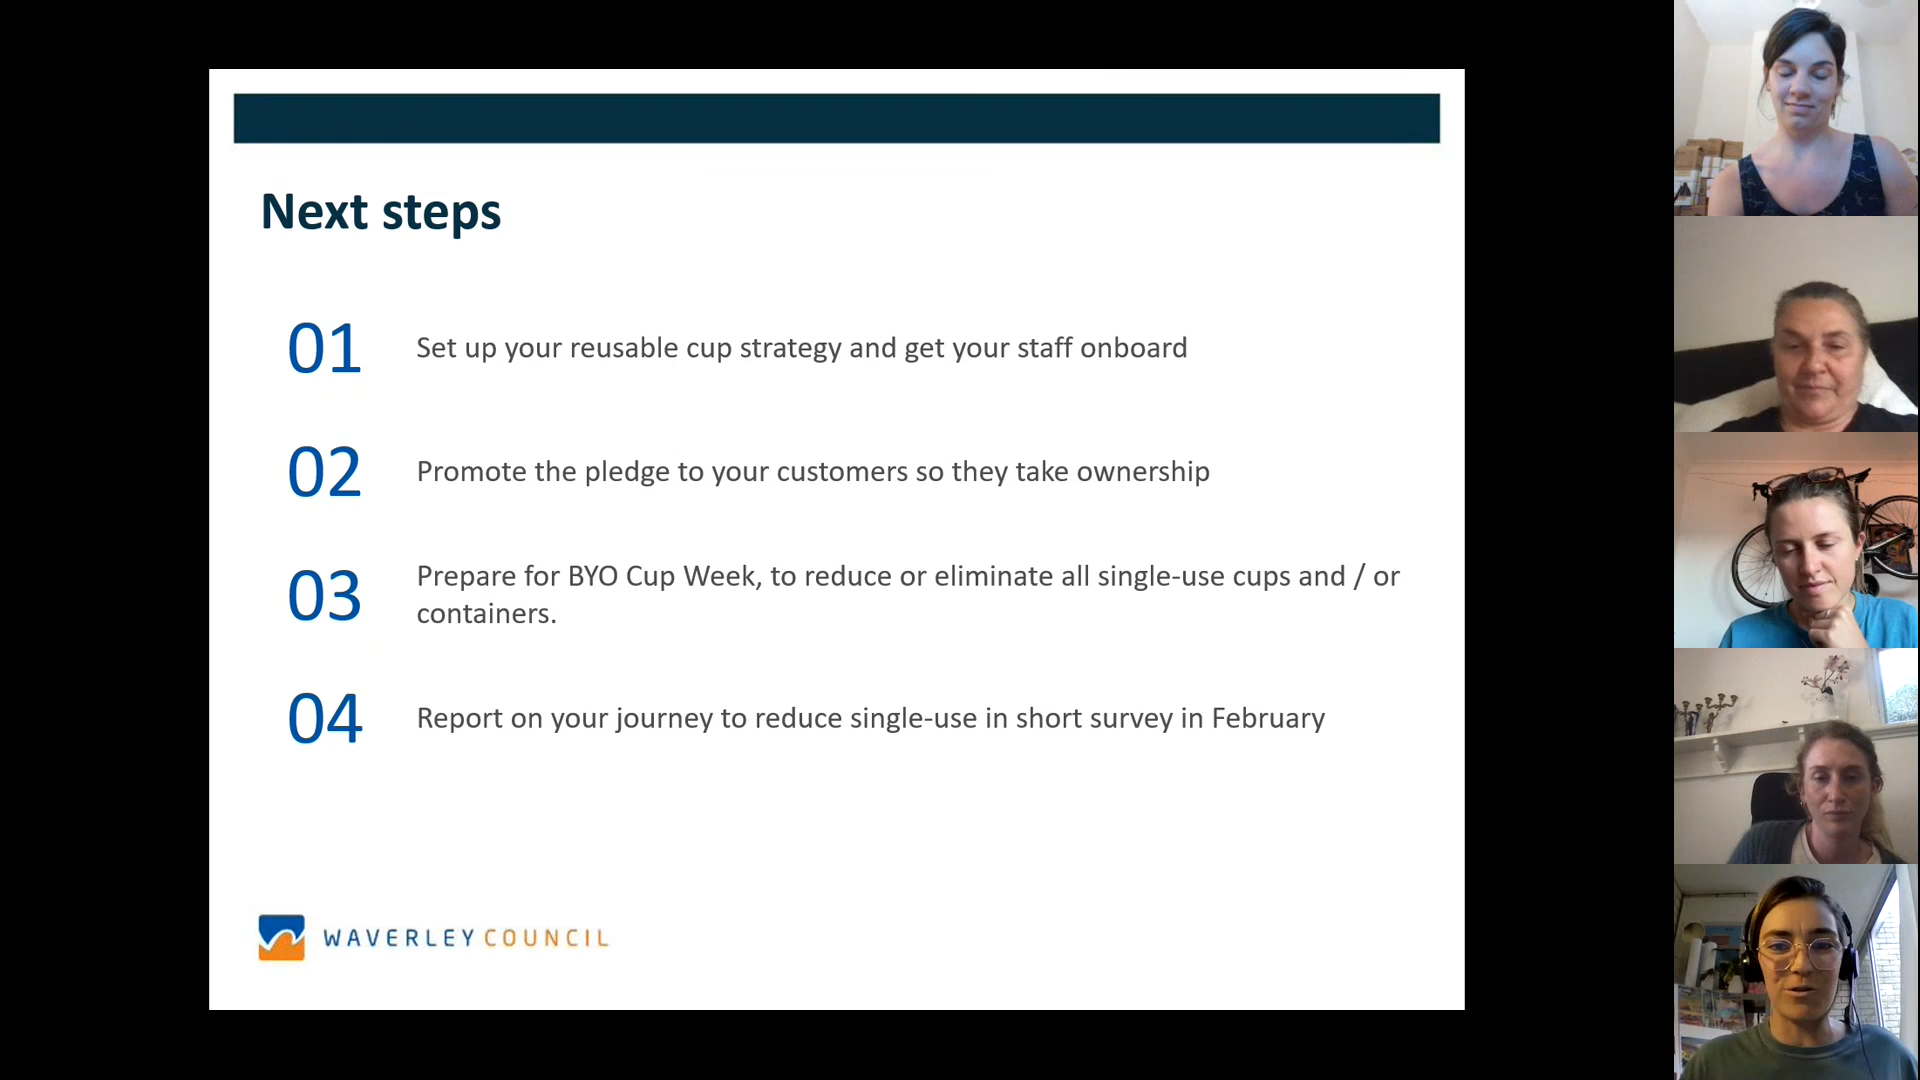 Next steps
01
Set up your reusable cup strategy and get your staff onboard
02
Promote the pledge to your customers so they take ownership
03
Prepare for BYO Cup Week, to reduce or eliminate all single-use cups and / or
containers.
04
Report on your journey to reduce single-use in short survey in February
WAVERLEY COUNCIL